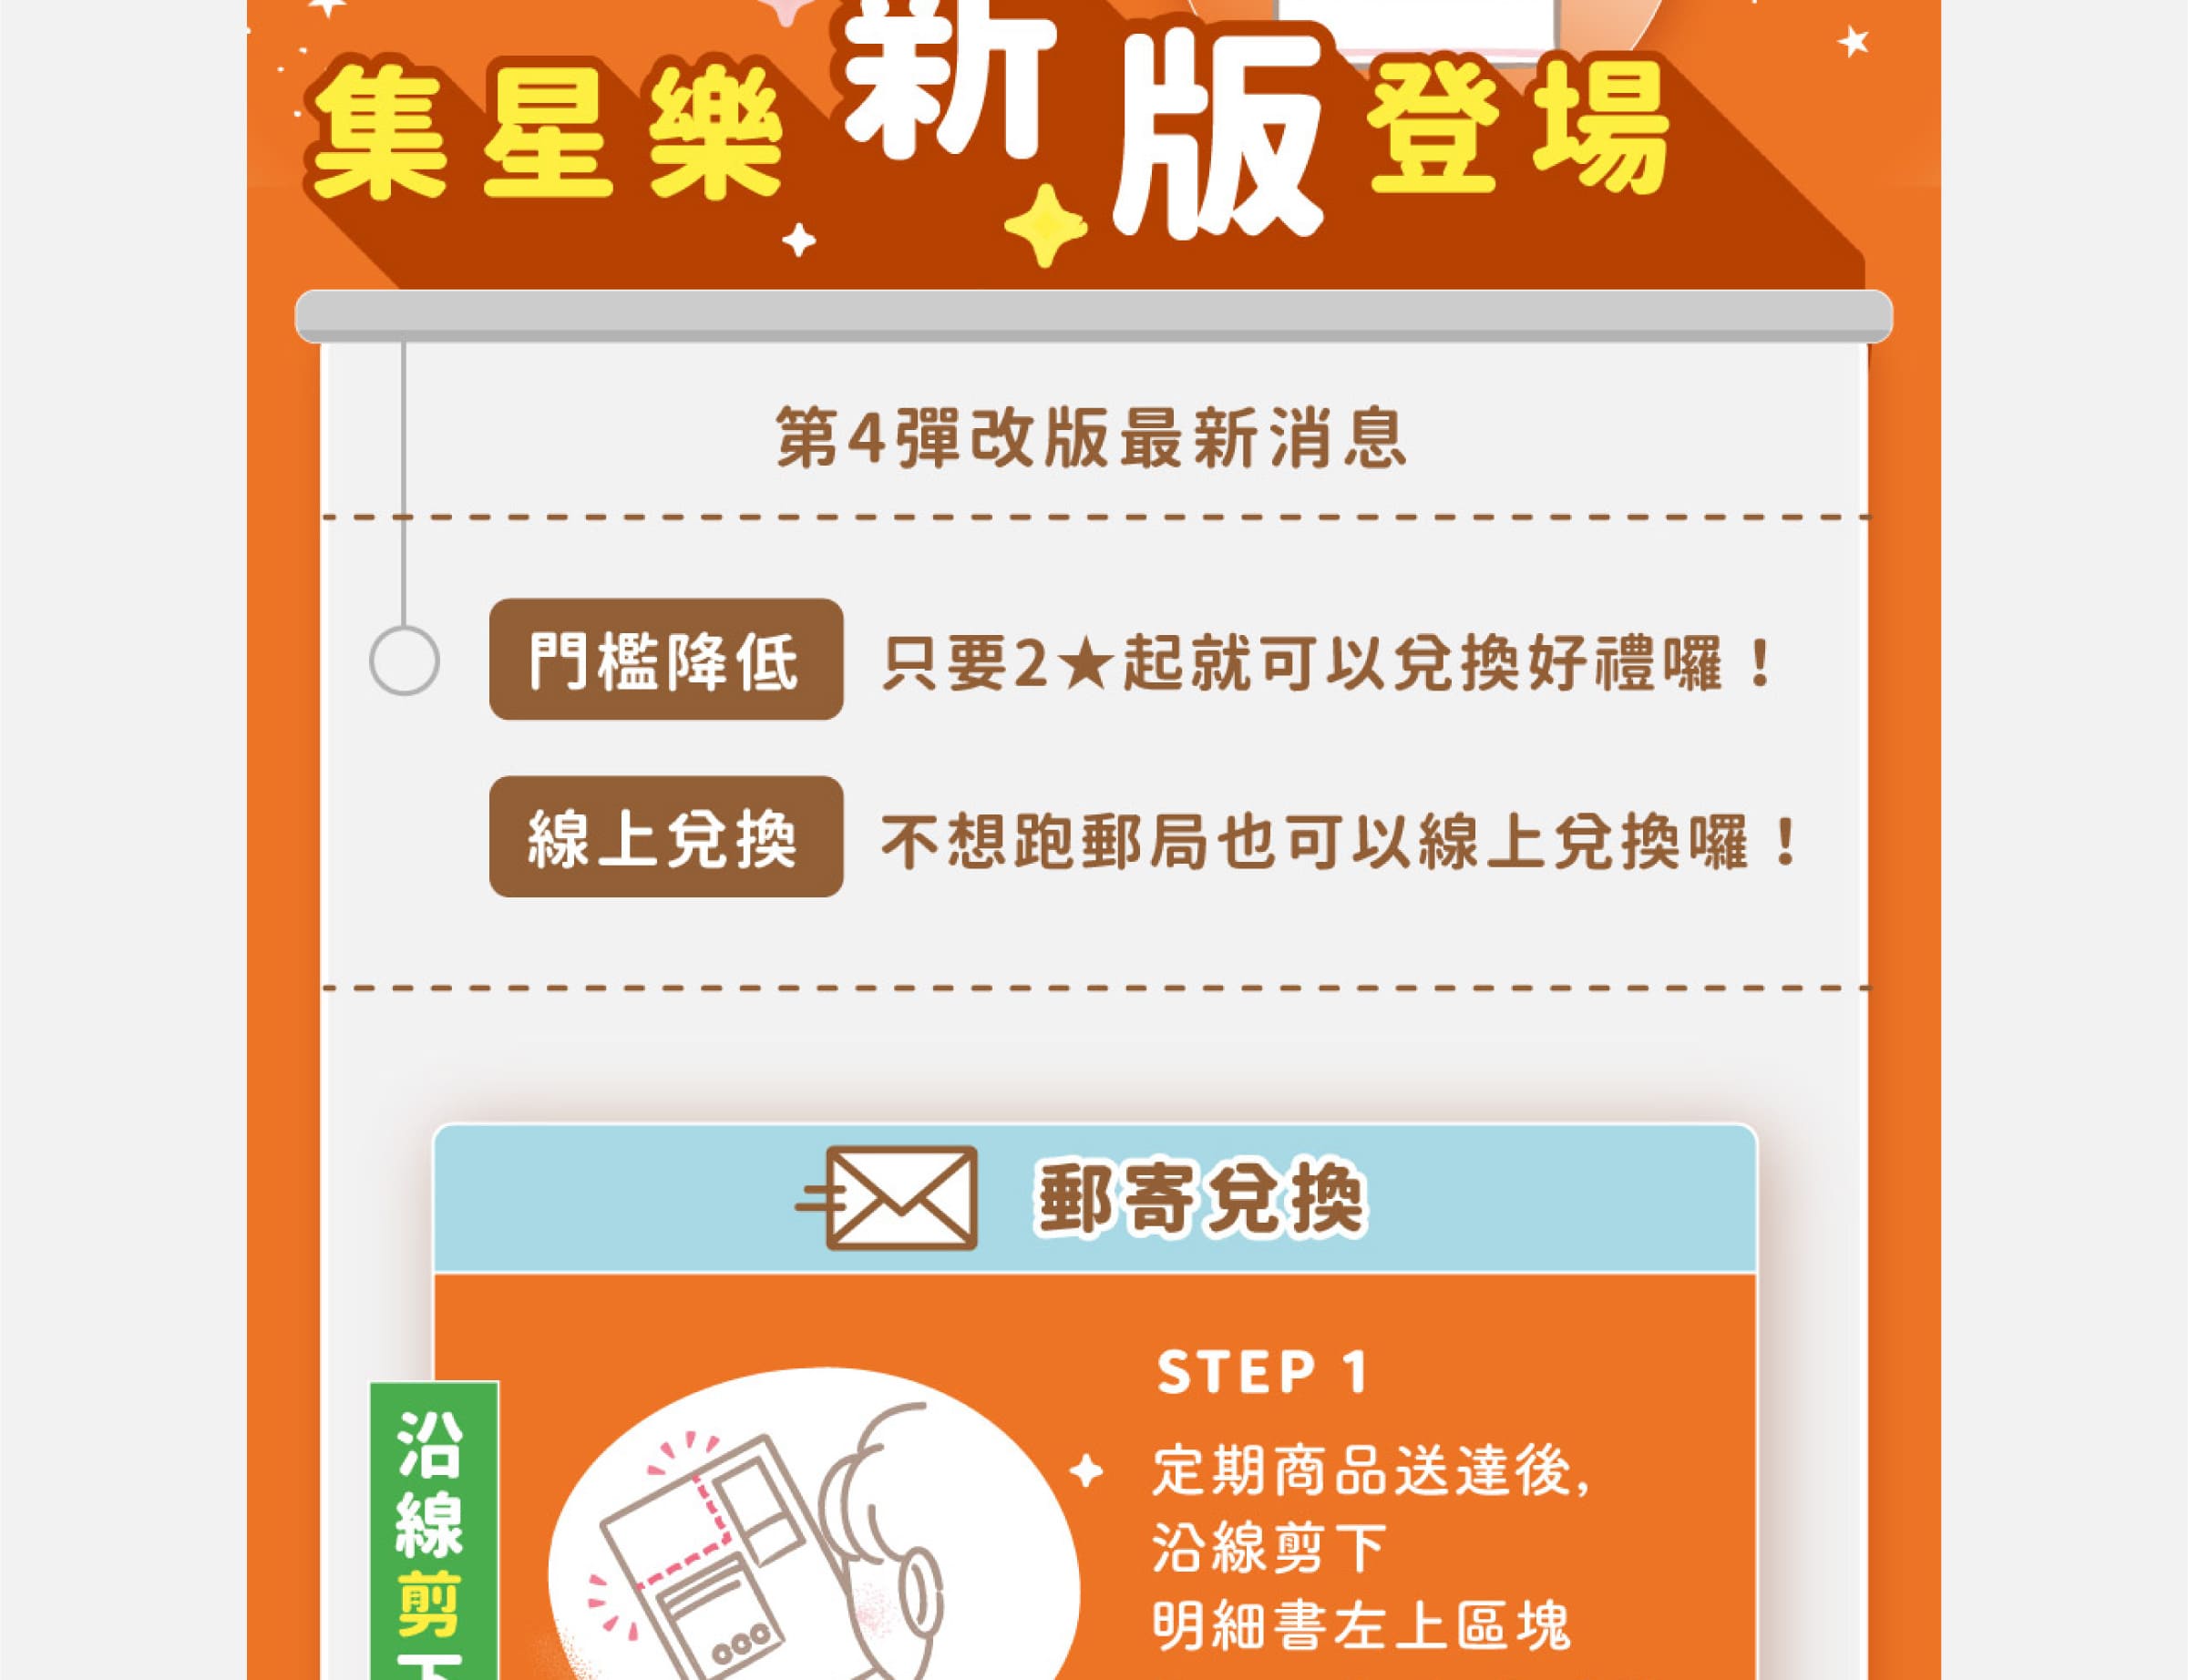 集星樂新版登場
第4彈改版最新消息
門檻降低 只要2★起就可以兌換好禮囉！
線上兌換 不想跑郵局也可以線上兌換囉！
郵寄兌換
STEP 1
定期商品送達後,
沿線剪下
明細書左上區塊
沿線剪下